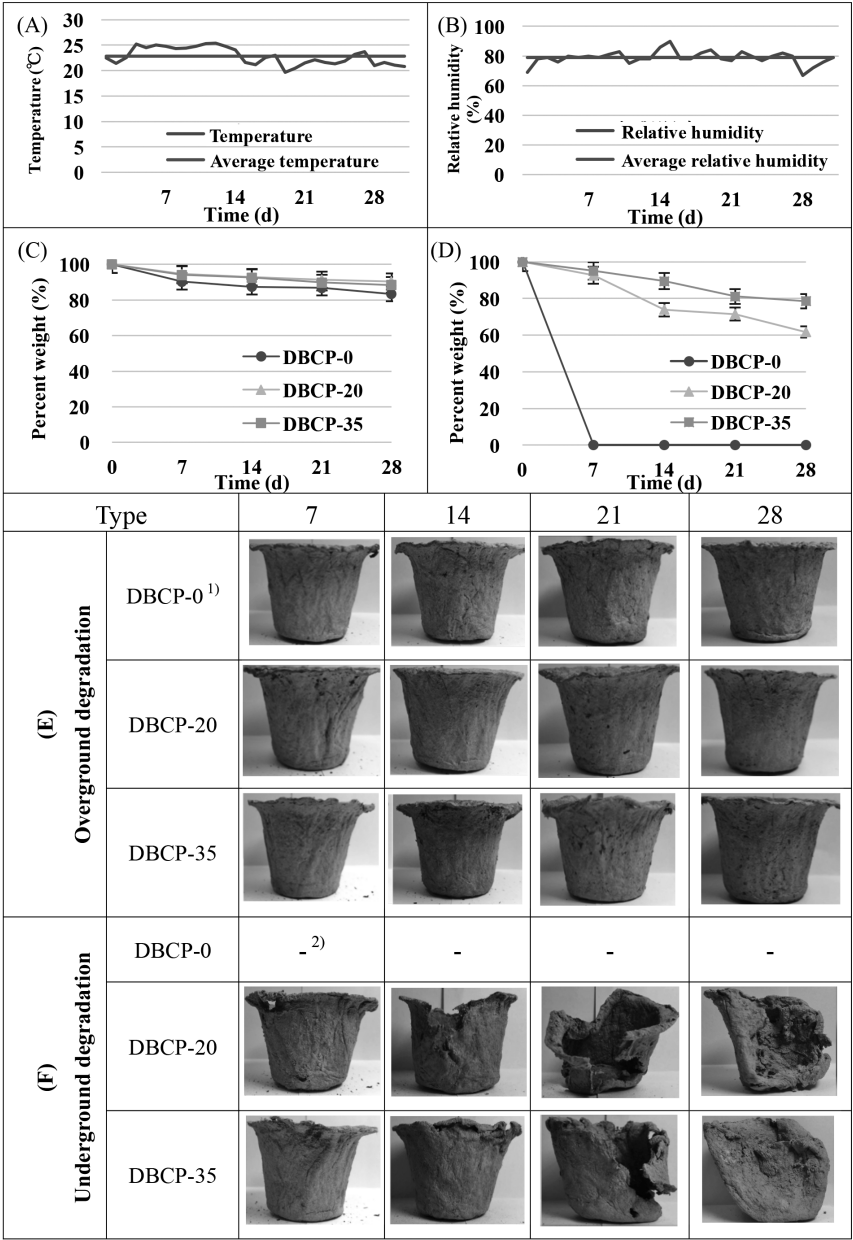 (A)
30
25
20
15
10
5
0
Temperature (℃)
Temperature
Average temperature
7 14 21 28
Time (d)
(B)
100
80
60
40
20
0
Relative humidity
(%)
Relative humidity
Average relative humidity
7 14 21 28
Time (d)
(C)
100
80
60
40
20
0
Percent weight (%)
DBCP-0
DBCP-20
DBCP-35
0 7 14 21 28
Time (d)
(D)
100
80
60
40
20
0
Percent weight (%)
DBCP-0
DBCP-20
DBCP-35
0 7 14 21 28
Time (d)
Type 7 14 21 28
(E)
Overground degradation
DBCP-0 1)
DBCP-20
DBCP-35
(F)
Underground degradation
DBCP-0 - 2) - - -
DBCP-20
DBCP-35